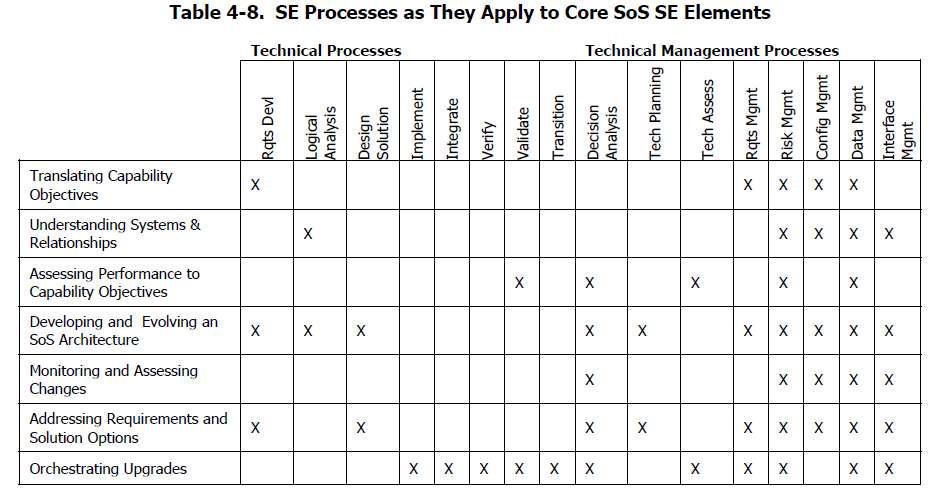 Table 4-8. SE Processes as They Apply to Core SoS SE Elements
Technical Processes Technical Management Processes
Rqts Devl
Logical
Analysis
Design
Solution
Implement
Integrate
Verify
Validate
Transition
Decision
Analysis
Tech Planning
Tech Assess
Rqts Mgmt
Risk Mgmt
Config Mgmt
Data Mgmt
Interface
Mgmt
Translating Capability
Objectives
X X X X X
Understanding Systems &
Relationships
X X X X X
Assessing Performance to
Capability Objectives
X X X X X
Developing and Evolving an
SoS Architecture
X X X X X X X X X X
Monitoring and Assessing
Changes
X X X X X
Addressing Requirements and
Solution Options
X X X X X X X X X
Orchestrating Upgrades
X X X X X X X X X X X